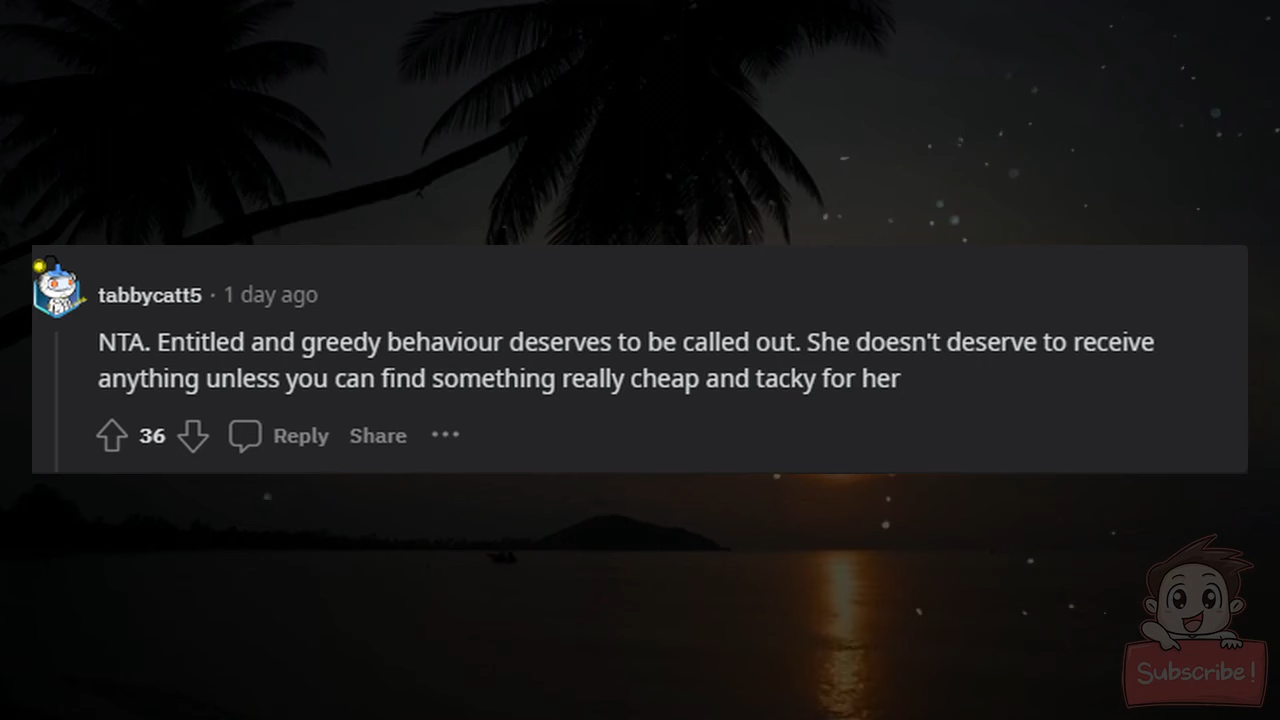 tabbycatt5 · 1 day ago
NTA. Entitled and greedy behaviour deserves to be called out. She doesn't deserve to receive
anything unless you can find something really cheap and tacky for her
36 Reply Share ···
Subscribe!